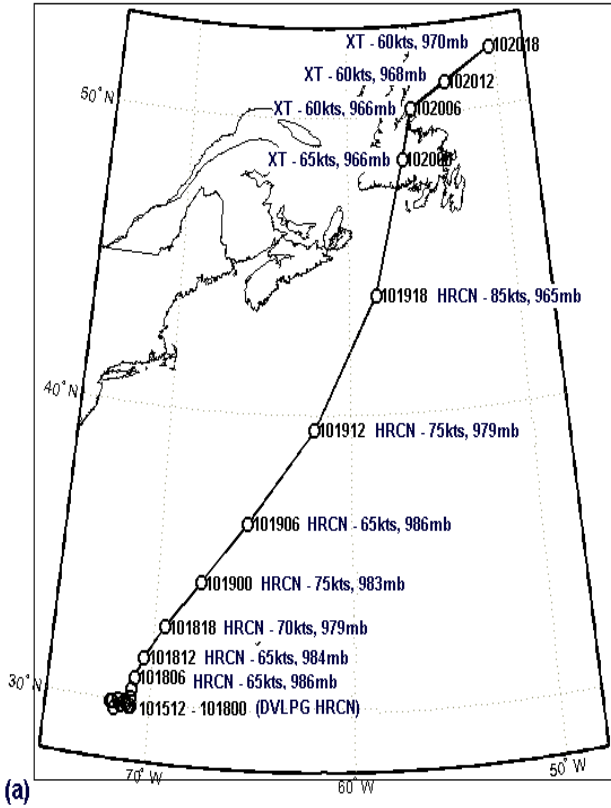 XT - 60kts, 970mb 102018
XT - 60kts, 968mb 102012
50°N
XT - 60kts, 966mb 102006
XT - 65kts, 966mb 102000
101918 HRCN - 85kts, 965mb
40°N
101912 HRCN - 75kts, 979mb
101906 HRCN - 65kts, 986mb
101900 HRCN - 75kts, 983mb
101818 HRCN - 70kts, 979mb
101812 HRCN - 65kts, 984mb
101806 HRCN - 65kts, 986mb
30°N
101512 - 101800 (DVLPG HRCN)
70°W
60°W
50°W
(a)